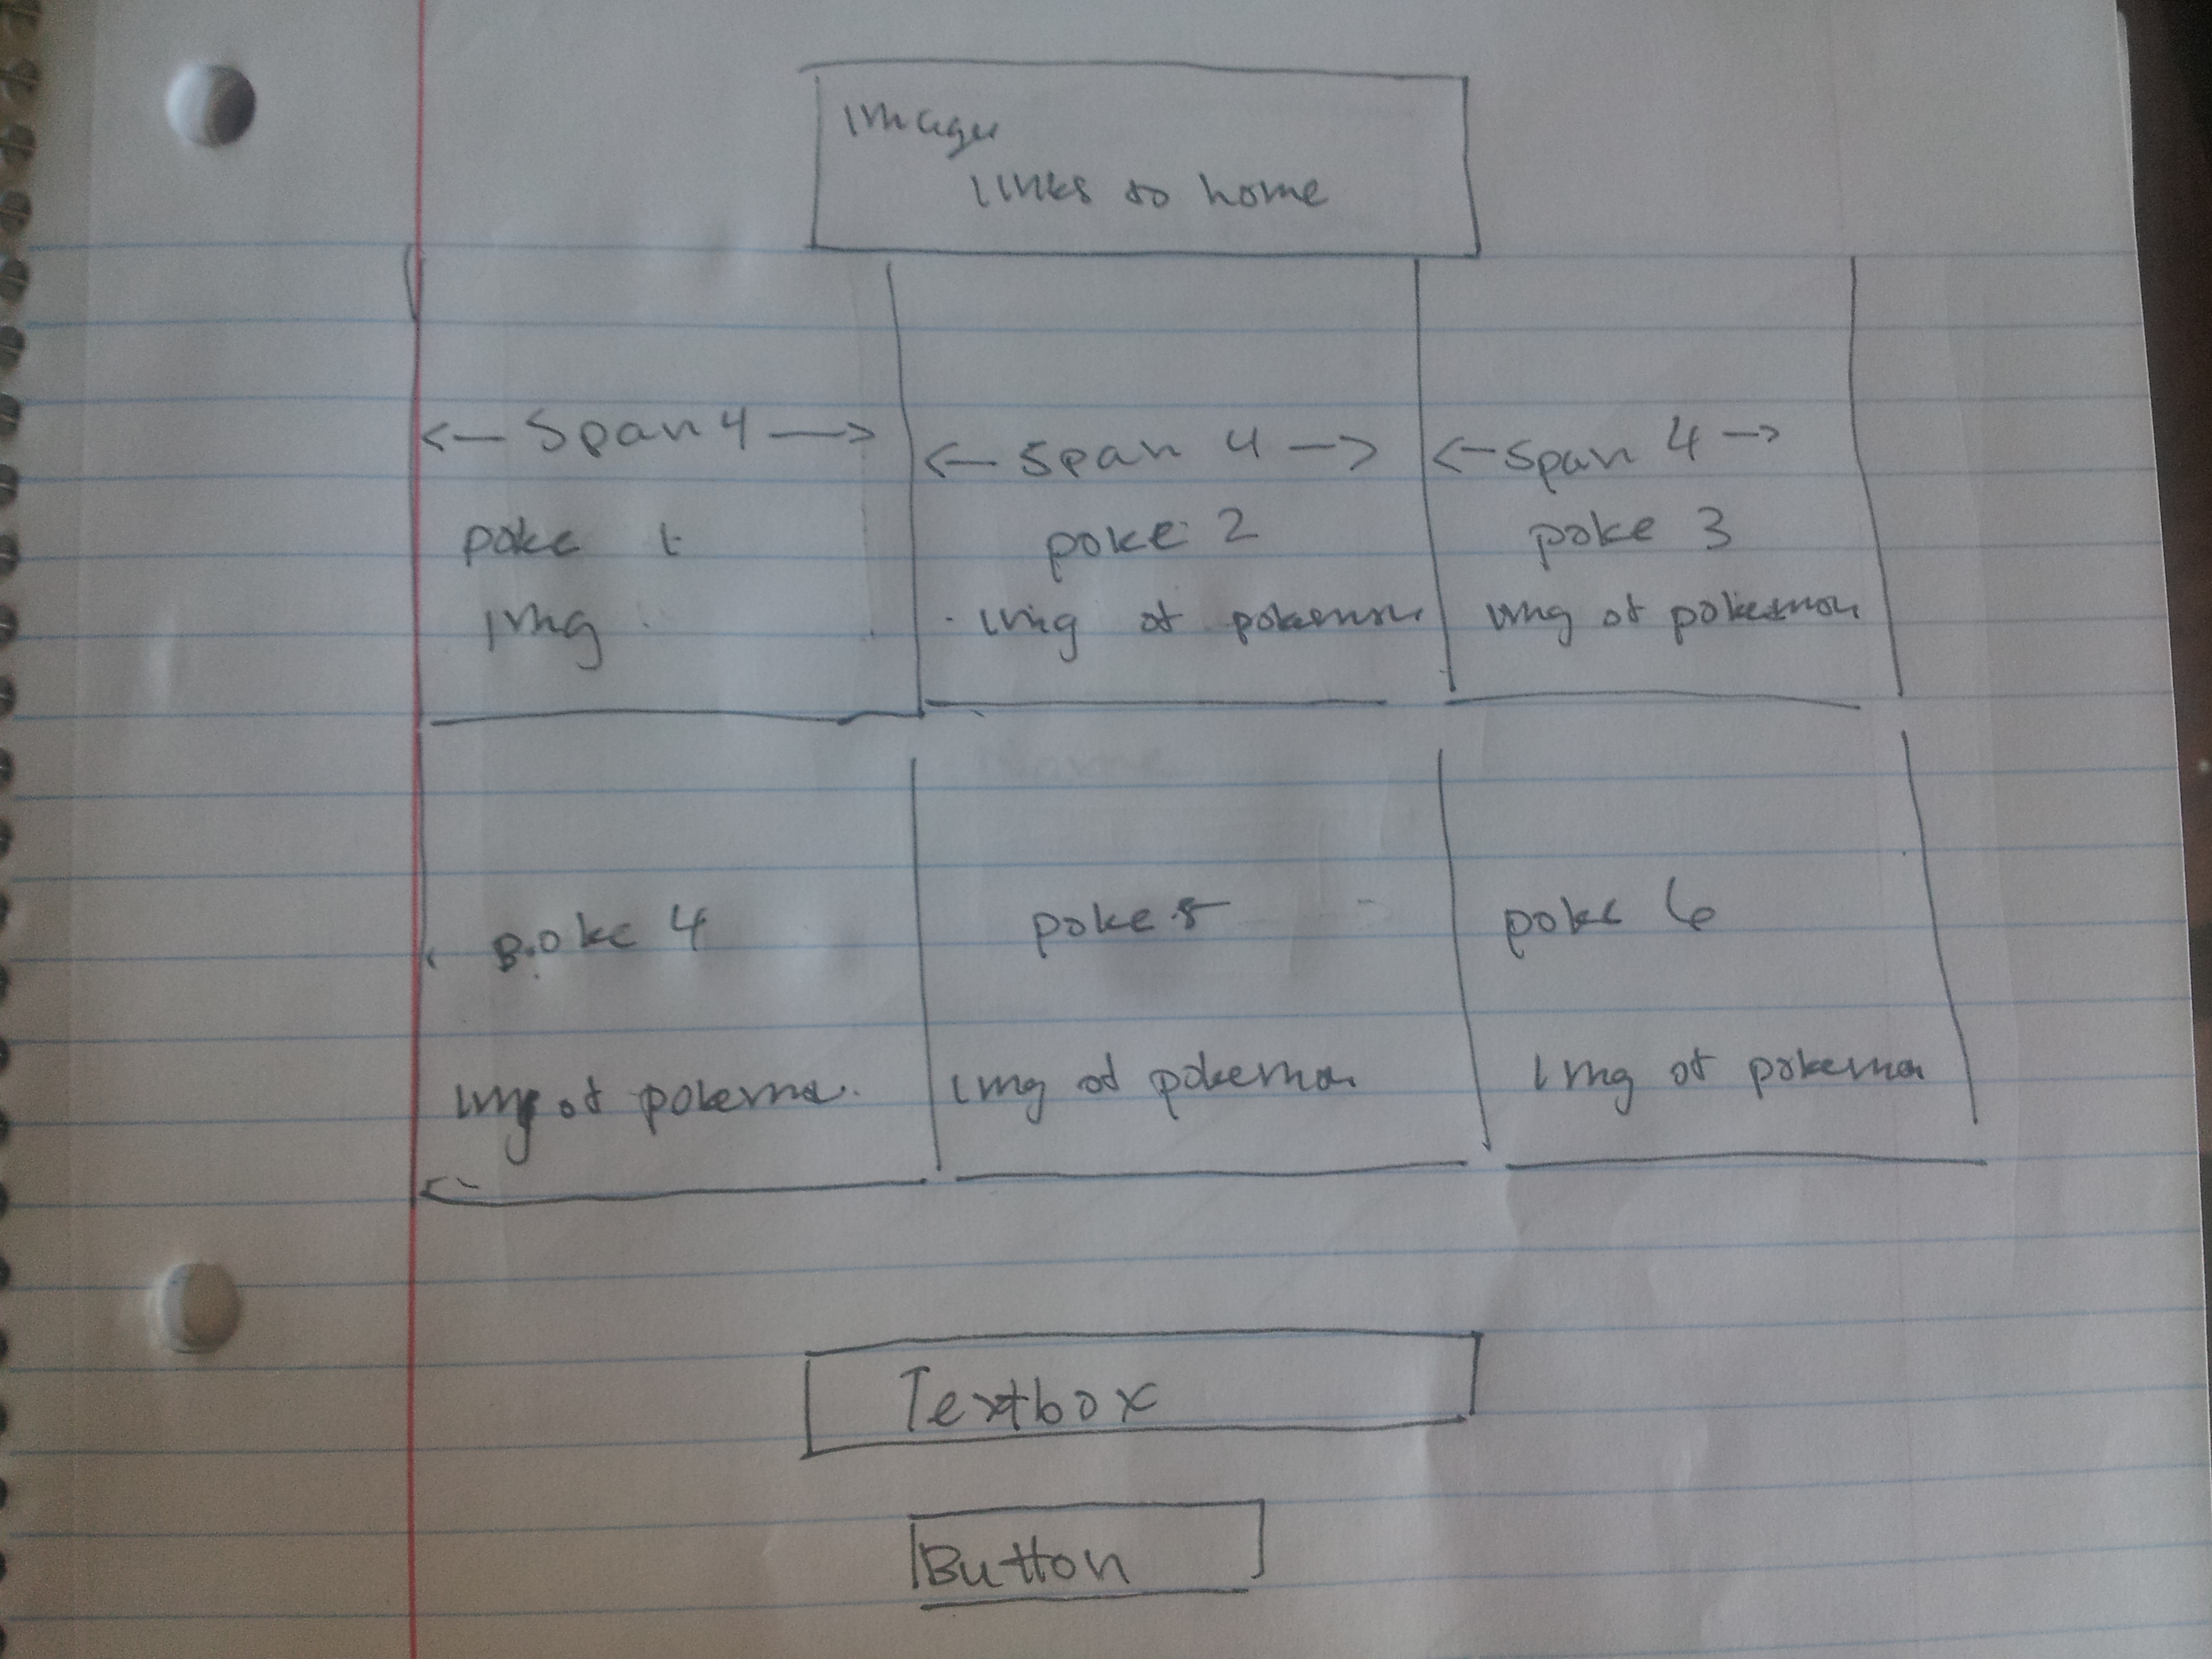 Image
links to home
<— Span 4 —>
<— Span 4 —>
<— Span 4 —>
poke 1
poke 2
poke 3
img
img of pokemon
img of pokemon
poke 4
poke 5
poke 6
img of pokemon
img of pokemon
img of pokemon
Textbox
Button